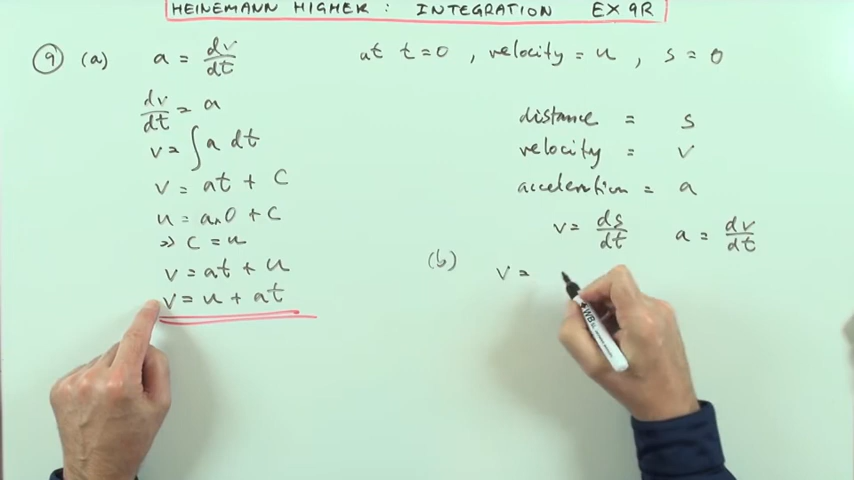 HEINEMANN HIGHER : INTEGRATION EX 9R
9 (a) a = dv/dt
dv/dt = a
v = ∫ a dt
v = at + C
u = a×0 + C
⇒ C = u
v = at + u
v = u + at
at t=0 , velocity = u , s = 0
distance = s
velocity = v
acceleration = a
v = ds/dt a = dv/dt
(b) v =
WB